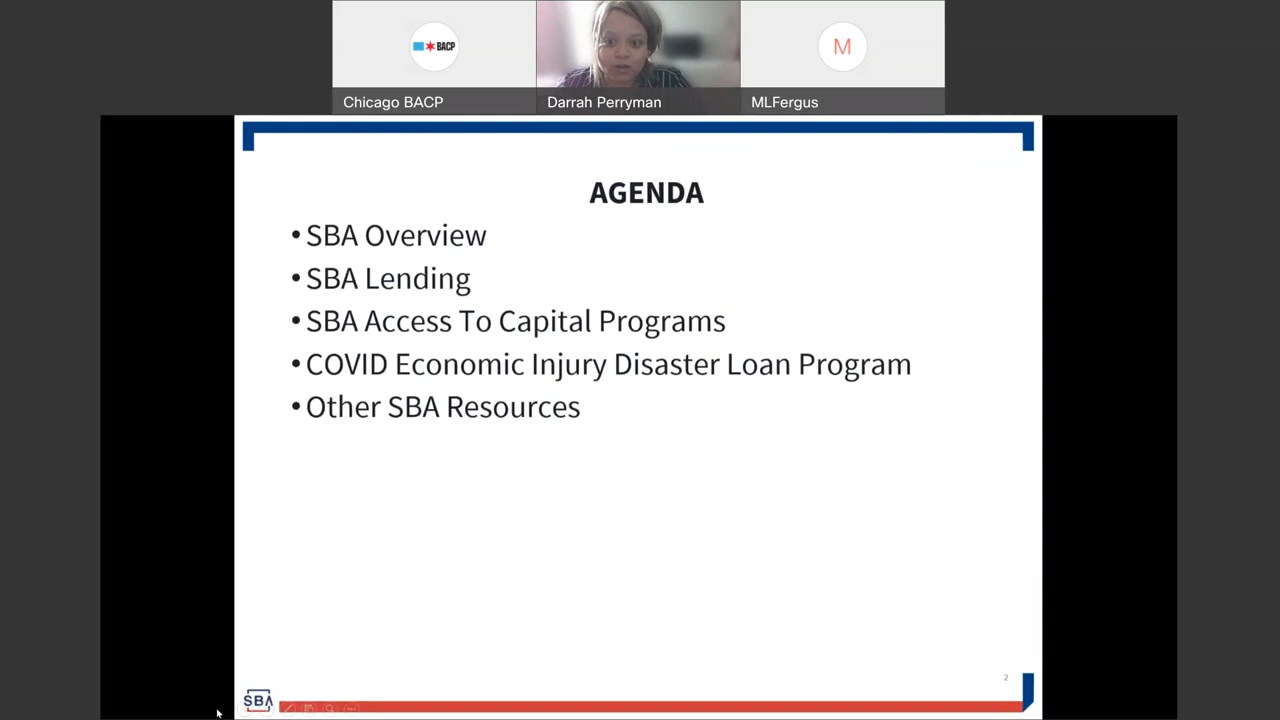 BACP
M
Chicago BACP
Darrah Perryman
MLFergus
AGENDA
• SBA Overview
• SBA Lending
• SBA Access To Capital Programs
• COVID Economic Injury Disaster Loan Program
• Other SBA Resources
2
SBA